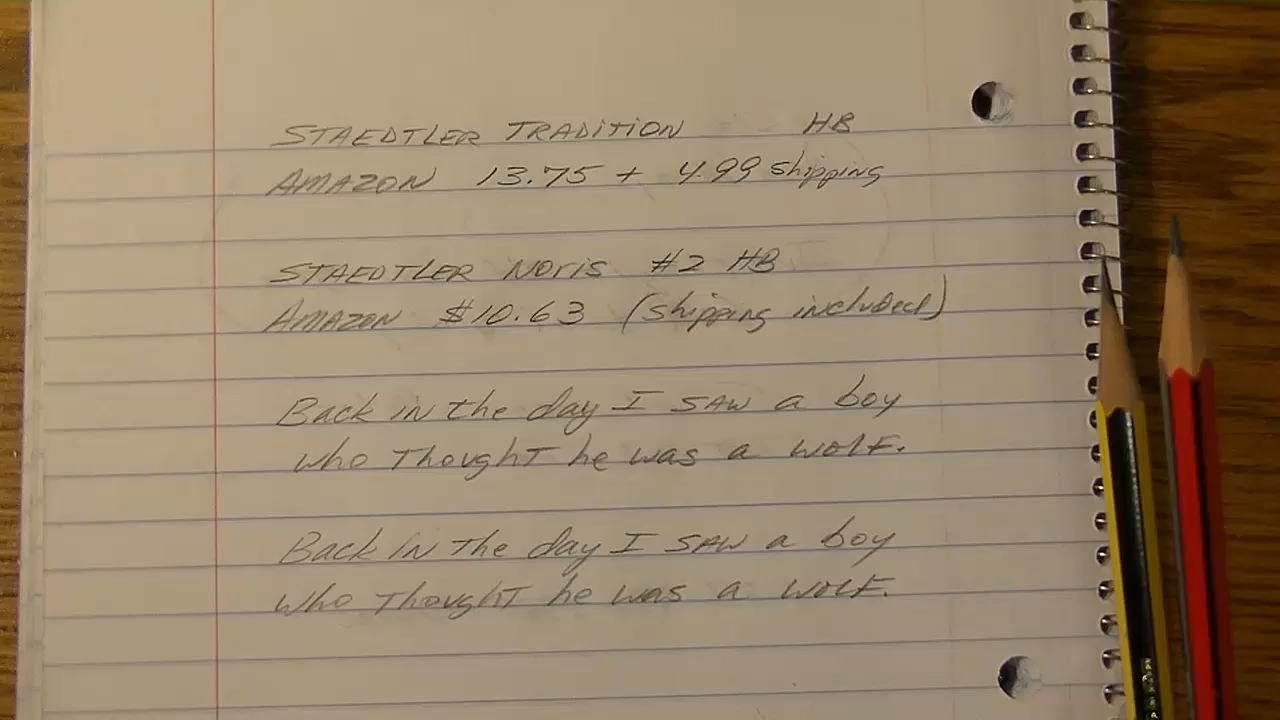 STAEDTLER TRADITION HB
AMAZON 13.75 + 4.99 shipping
STAEDTLER NORIS #2 HB
AMAZON $10.63 (shipping included)
Back in the day I SAW a boy
who Thought he was a wolf.
Back in The day I SAW a boy
who Thought he was a wolf.